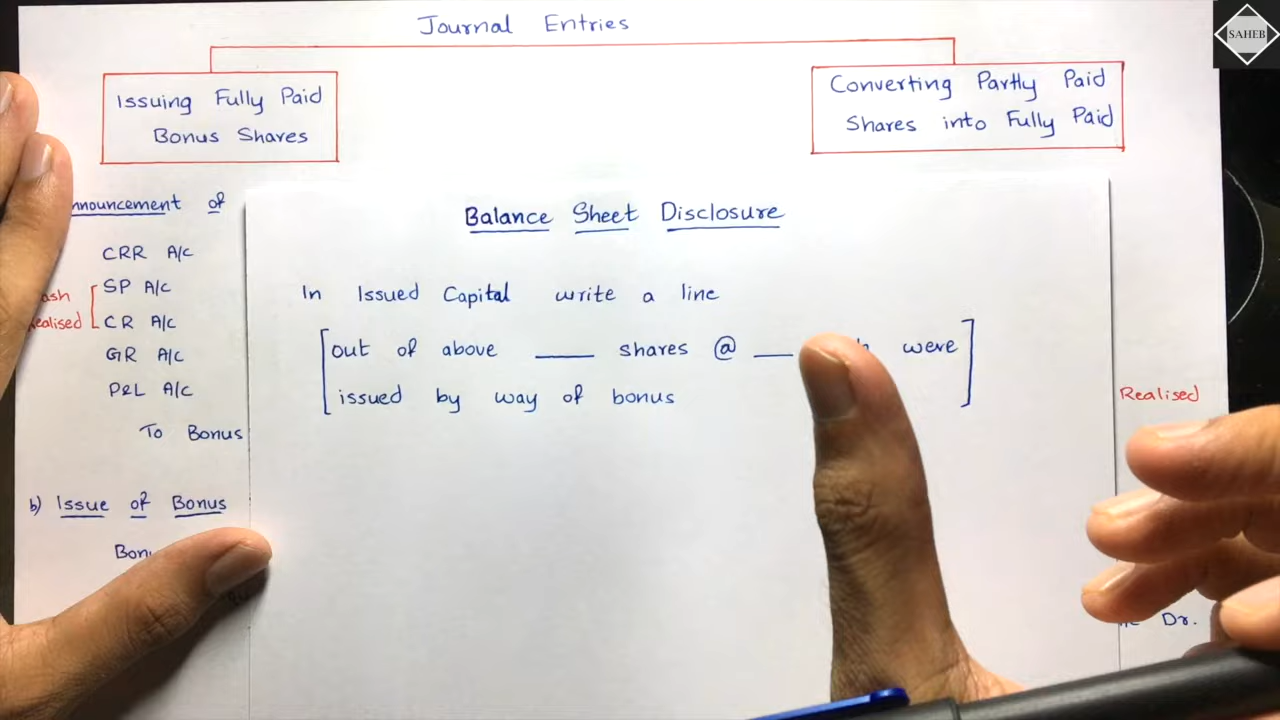 Journal Entries
SAHEB
Issuing Fully Paid
Bonus Shares
Converting Partly Paid
Shares into Fully Paid
nnouncement of
CRR A/c
ash
SP A/c
ealised
CR A/c
GR A/c
P&L A/c
To Bonus
b) Issue of Bonus
Balance Sheet Disclosure
In Issued Capital write a line
out of above ____ shares @ ___ were
issued by way of bonus
Realised
Dr.